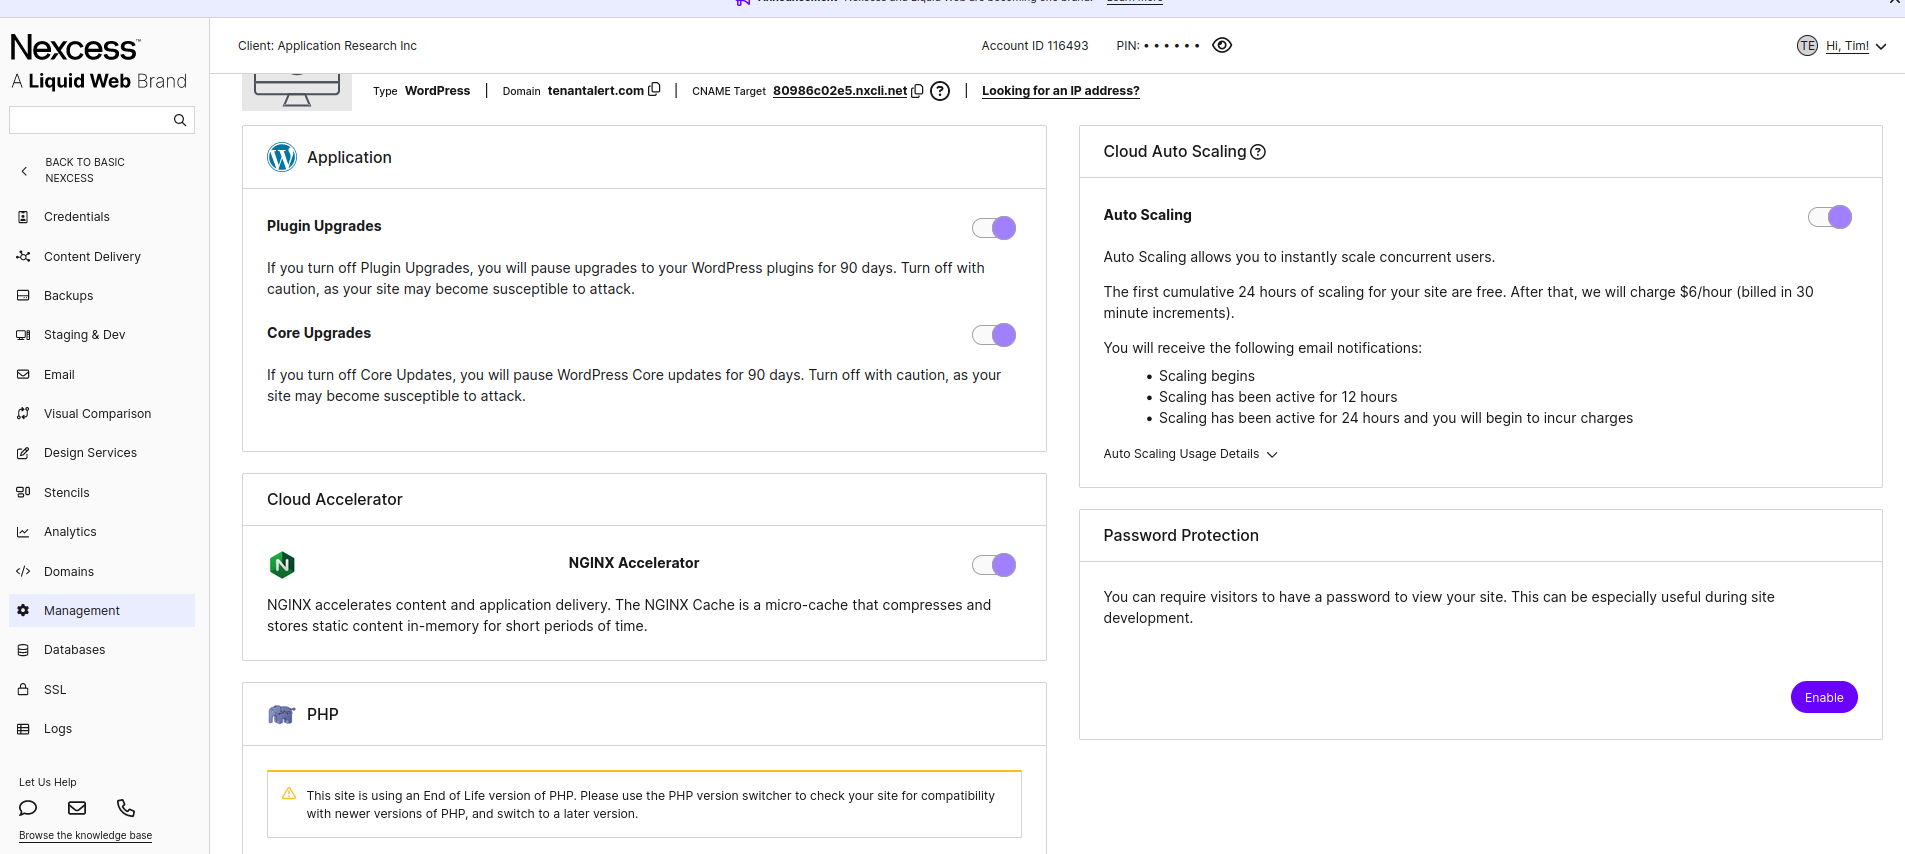 Announcement Nexcess and Liquid Web are becoming one brand. Learn more
Nexcess™
A Liquid Web Brand
Client: Application Research Inc
Account ID 116493
PIN: • • • • • •
TE
Hi, Tim!
Type WordPress | Domain tenantalert.com | CNAME Target 80986c02e5.nxcli.net ? | Looking for an IP address?
BACK TO BASIC
NEXCESS
Credentials
Content Delivery
Backups
Staging & Dev
Email
Visual Comparison
Design Services
Stencils
Analytics
Domains
Management
Databases
SSL
Logs
Let Us Help
Browse the knowledge base
Application
Plugin Upgrades
If you turn off Plugin Upgrades, you will pause upgrades to your WordPress plugins for 90 days. Turn off with
caution, as your site may become susceptible to attack.
Core Upgrades
If you turn off Core Updates, you will pause WordPress Core updates for 90 days. Turn off with caution, as your
site may become susceptible to attack.
Cloud Accelerator
NGINX Accelerator
NGINX accelerates content and application delivery. The NGINX Cache is a micro-cache that compresses and
stores static content in-memory for short periods of time.
PHP
This site is using an End of Life version of PHP. Please use the PHP version switcher to check your site for compatibility
with newer versions of PHP, and switch to a later version.
Cloud Auto Scaling ?
Auto Scaling
Auto Scaling allows you to instantly scale concurrent users.
The first cumulative 24 hours of scaling for your site are free. After that, we will charge $6/hour (billed in 30
minute increments).
You will receive the following email notifications:
• Scaling begins
• Scaling has been active for 12 hours
• Scaling has been active for 24 hours and you will begin to incur charges
Auto Scaling Usage Details
Password Protection
You can require visitors to have a password to view your site. This can be especially useful during site
development.
Enable